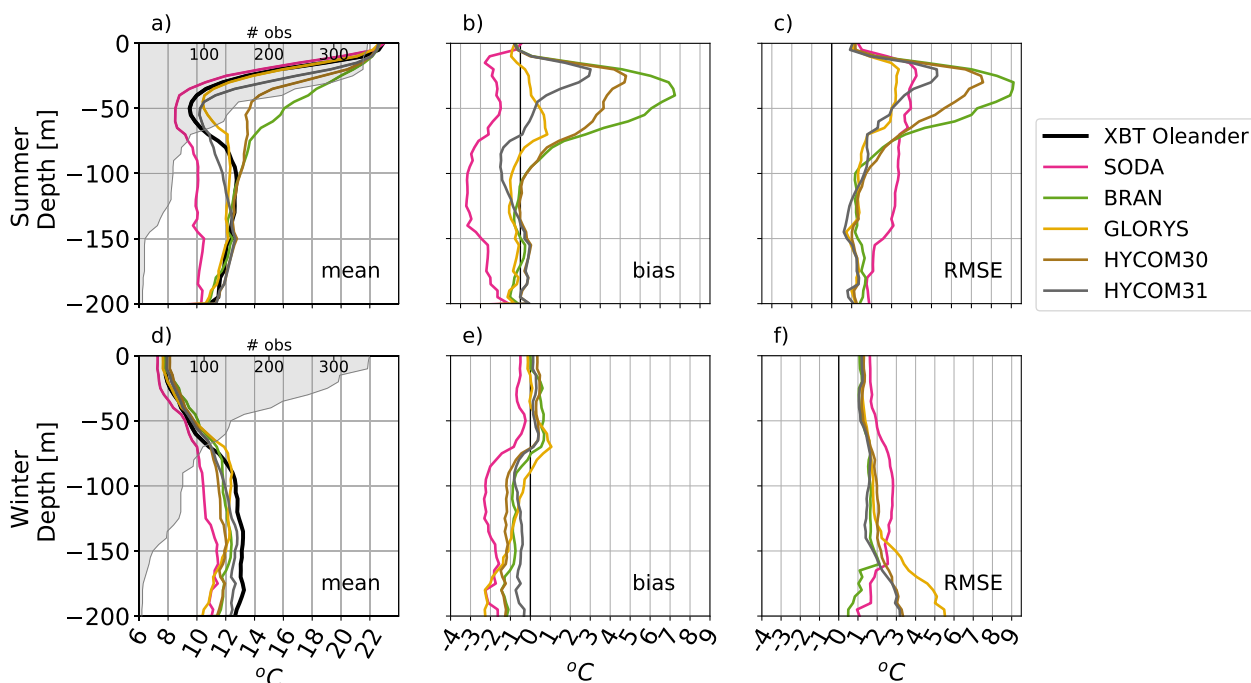 a)
# obs
100 200 300
b)
c)
0
−50
−100
−150
−200
Summer
Depth [m]
mean
bias
RMSE
XBT Oleander
SODA
BRAN
GLORYS
HYCOM30
HYCOM31
d)
# obs
100 200 300
e)
f)
0
−50
−100
−150
−200
Winter
Depth [m]
mean
bias
RMSE
6 8 10 12 14 16 18 20 22
-4 -3 -2 -1 0 1 2 3 4 5 6 7 8 9
-4 -3 -2 -1 0 1 2 3 4 5 6 7 8 9
°C
°C
°C